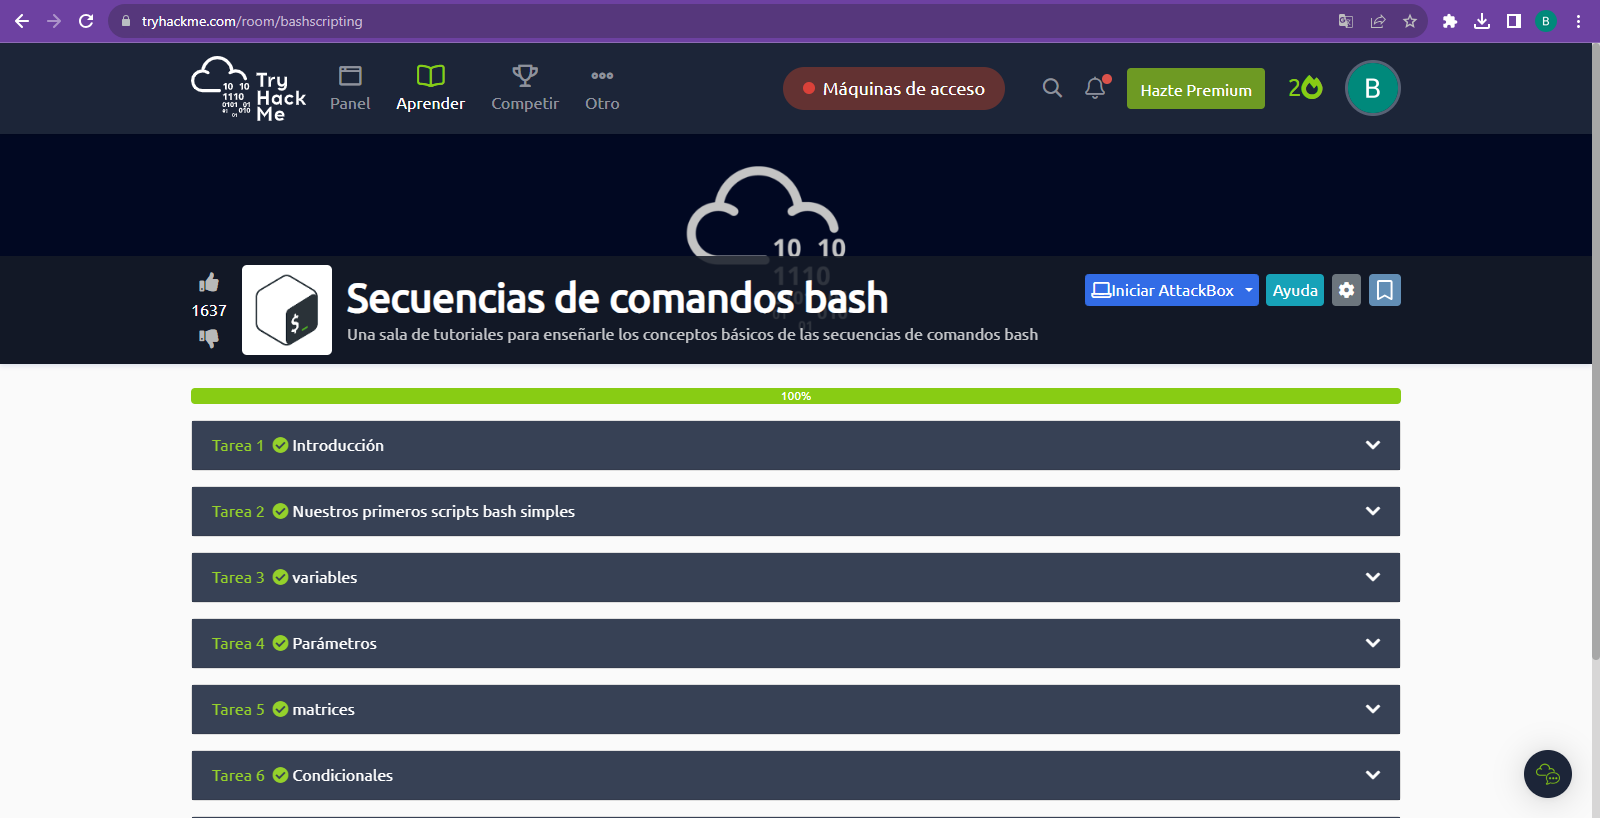 tryhackme.com/room/bashscripting
B
Try
Hack
Me
10 10
1110
0101 01
01 010
01
Panel
Aprender
Competir
Otro
Máquinas de acceso
Hazte Premium
2
B
10 10
1110
01
1637
$
Secuencias de comandos bash
Una sala de tutoriales para enseñarle los conceptos básicos de las secuencias de comandos bash
Iniciar AttackBox
Ayuda
100%
Tarea 1 Introducción
Tarea 2 Nuestros primeros scripts bash simples
Tarea 3 variables
Tarea 4 Parámetros
Tarea 5 matrices
Tarea 6 Condicionales